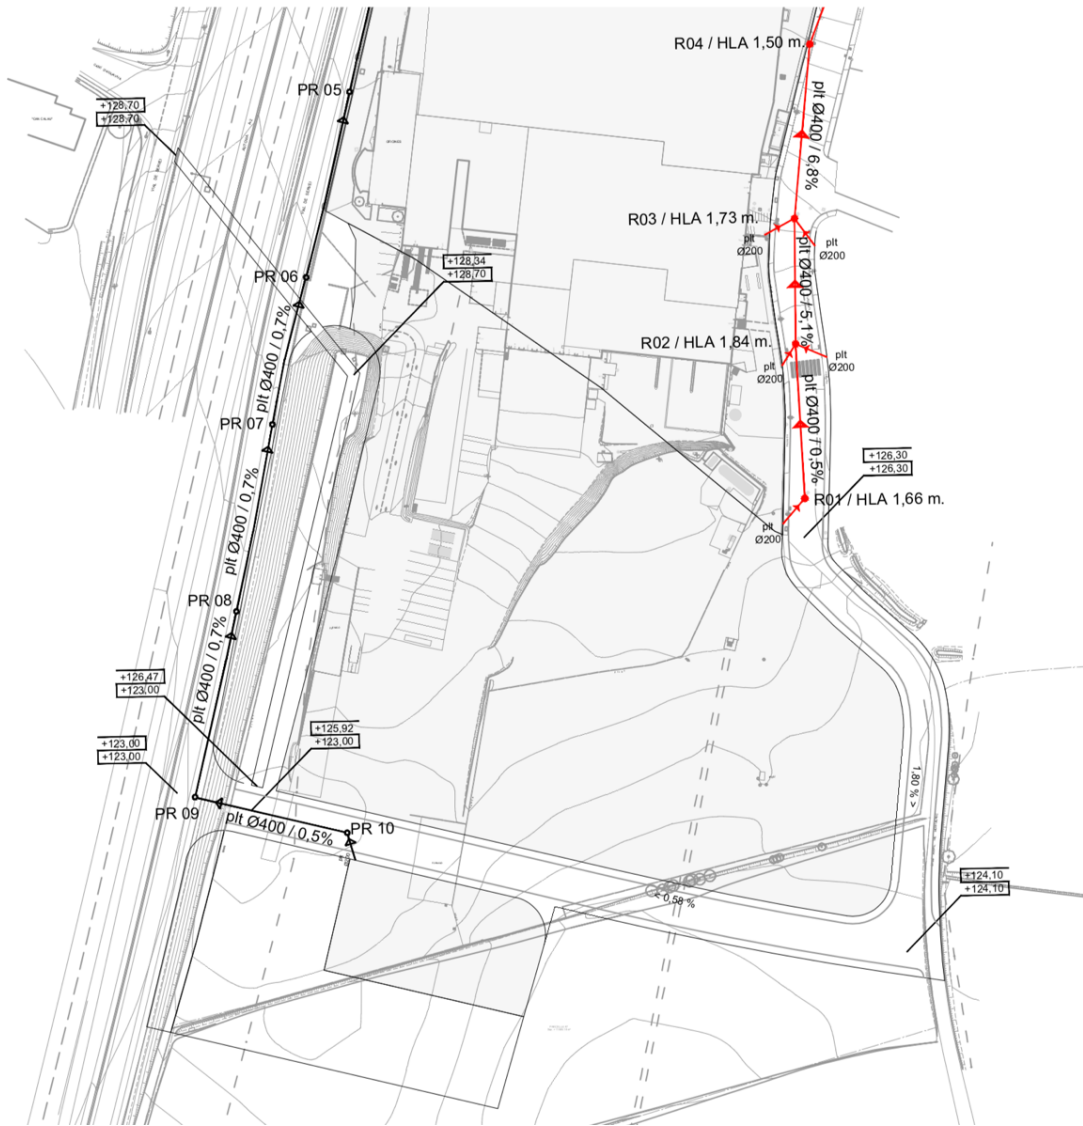 R04 / HLA 1,50 m.
PR 05
plt Ø400 / 6,8%
+128,70
+128,70
R03 / HLA 1,73 m.
plt
Ø200
plt
Ø200
+128,34
+128,70
PR 06
plt Ø400 / 5,1%
plt Ø400 / 0,7%
R02 / HLA 1,84 m.
plt
Ø200
plt
Ø200
PR 07
plt Ø400 / 0,5%
+126,30
+126,30
plt Ø400 / 0,7%
R01 / HLA 1,66 m.
plt
Ø200
PR 08
plt Ø400 / 0,7%
+126,47
+123,00
+125,92
+123,00
+123,00
+123,00
1,80 % >
PR 09
plt Ø400 / 0,5%
PR 10
< 0,58 %
+124,10
+124,10